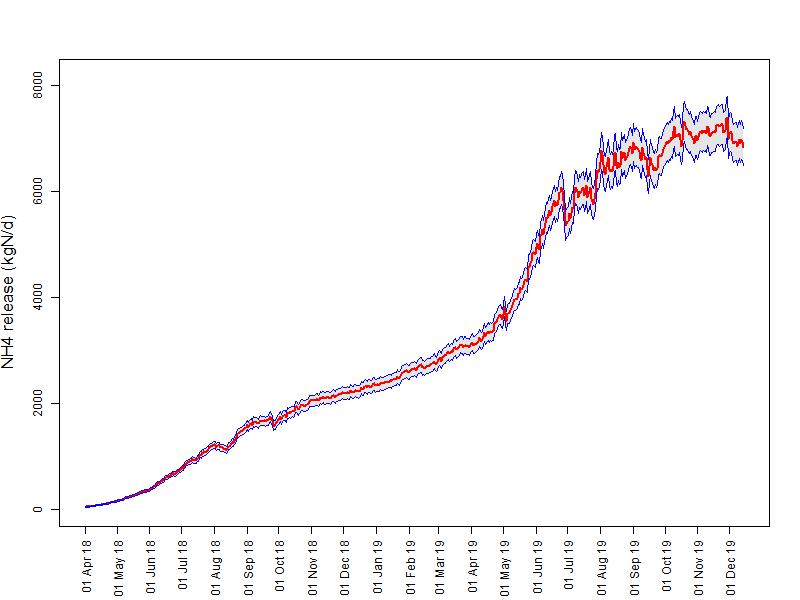 NH4 release (kgN/d)
8000
6000
4000
2000
0
01 Apr 18
01 May 18
01 Jun 18
01 Jul 18
01 Aug 18
01 Sep 18
01 Oct 18
01 Nov 18
01 Dec 18
01 Jan 19
01 Feb 19
01 Mar 19
01 Apr 19
01 May 19
01 Jun 19
01 Jul 19
01 Aug 19
01 Sep 19
01 Oct 19
01 Nov 19
01 Dec 19